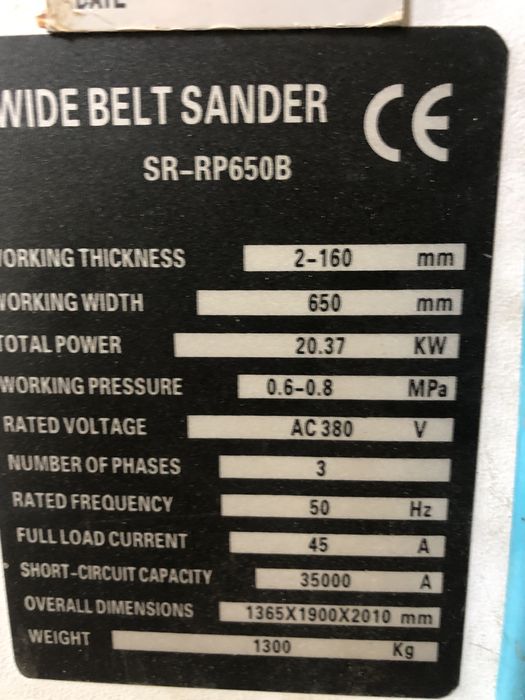 DATE
WIDE BELT SANDER CE
SR-RP650B
WORKING THICKNESS 2-160 mm
WORKING WIDTH 650 mm
TOTAL POWER 20.37 KW
WORKING PRESSURE 0.6-0.8 MPa
RATED VOLTAGE AC 380 V
NUMBER OF PHASES 3
RATED FREQUENCY 50 Hz
FULL LOAD CURRENT 45 A
SHORT-CIRCUIT CAPACITY 35000 A
OVERALL DIMENSIONS 1365X1900X2010 mm
WEIGHT 1300 Kg